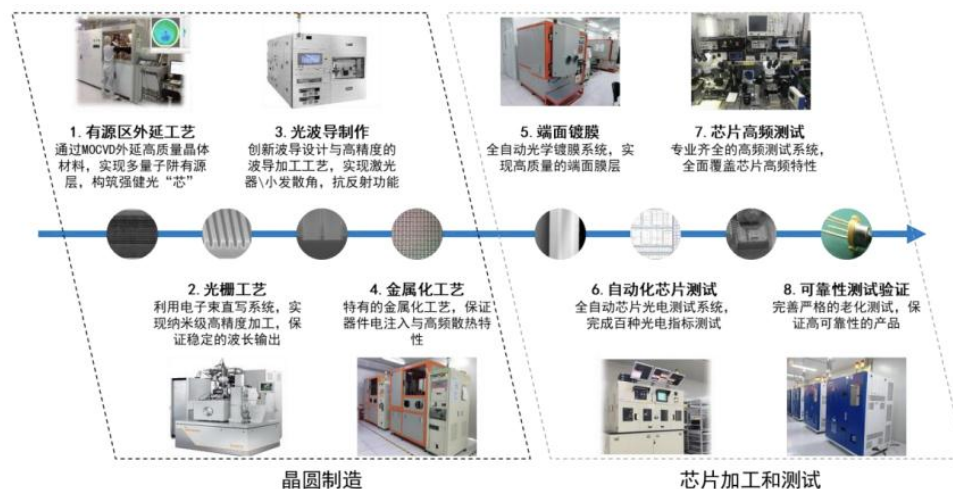 1. 有源区外延工艺
通过MOCVD外延高质量晶体
材料，实现多量子阱有源
层，构筑强健光“芯”
3. 光波导制作
创新波导设计与高精度的
波导加工工艺，实现激光
器\小发散角，抗反射功能
5. 端面镀膜
全自动光学镀膜系统，实
现高质量的端面膜层
7. 芯片高频测试
专业齐全的高频测试系统，
全面覆盖芯片高频特性
2. 光栅工艺
利用电子束直写系统，实
现纳米级高精度加工，保
证稳定的波长输出
4. 金属化工艺
特有的金属化工艺，保证
器件电注入与高频散热特
性
6. 自动化芯片测试
全自动芯片光电测试系统，
完成百种光电指标测试
8. 可靠性测试验证
完善严格的老化测试，保
证高可靠性的产品
晶圆制造
芯片加工和测试